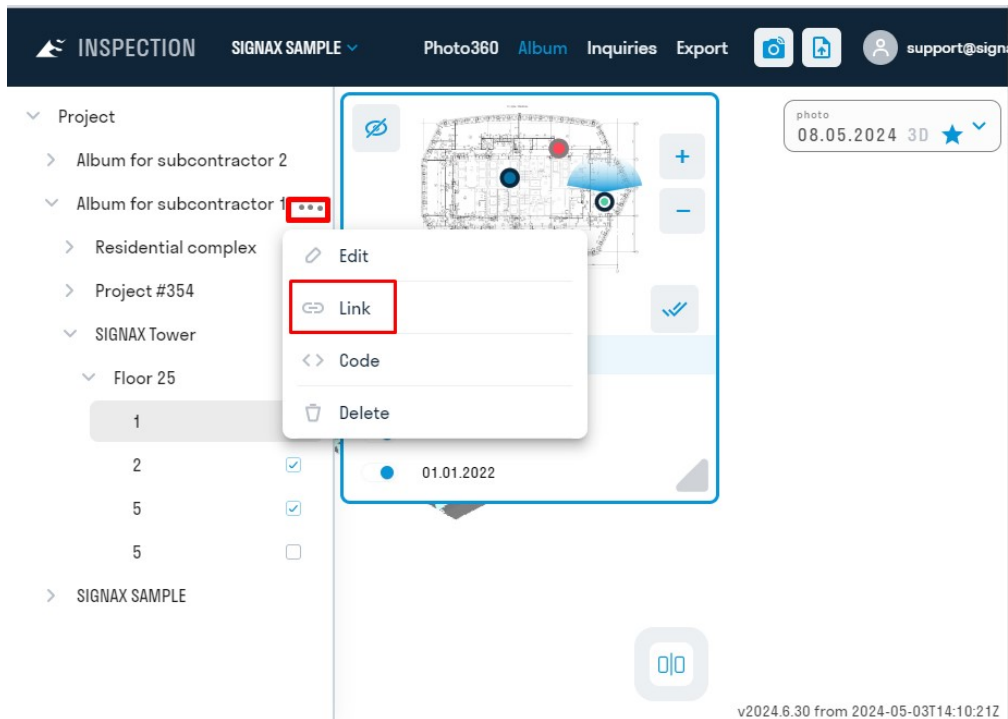 INSPECTION SIGNAX SAMPLE Photo360 Album Inquiries Export
Project
Album for subcontractor 2
Album for subcontractor 1
Residential complex
Project #354
SIGNAX Tower
Floor 25
1
2
5
5
SIGNAX SAMPLE
Edit
Link
Code
Delete
01.01.2022
photo
08.05.2024 3D
v2024.6.30 from 2024-05-03T14:10:21Z